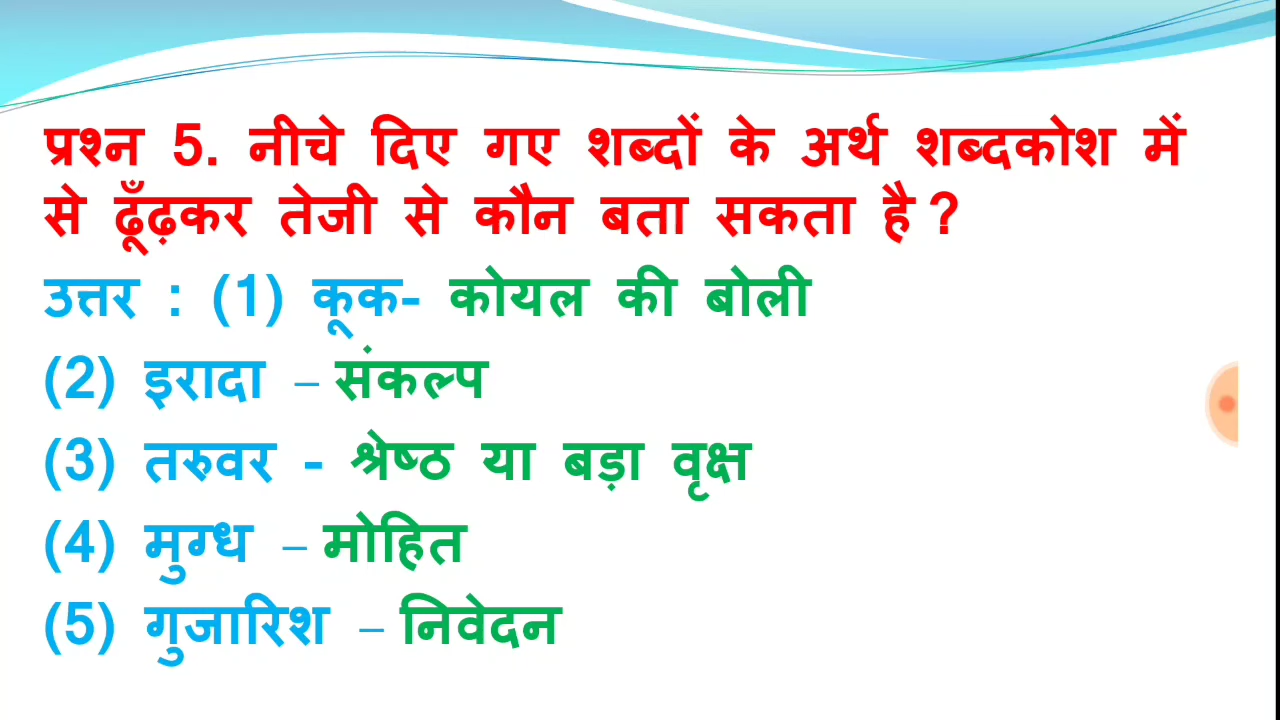 प्रश्न 5. नीचे दिए गए शब्दों के अर्थ शब्दकोश में
से ढूँढ़कर तेजी से कौन बता सकता है ?
उत्तर : (1) कूक- कोयल की बोली
(2) इरादा – संकल्प
(3) तरुवर - श्रेष्ठ या बड़ा वृक्ष
(4) मुग्ध – मोहित
(5) गुजारिश – निवेदन